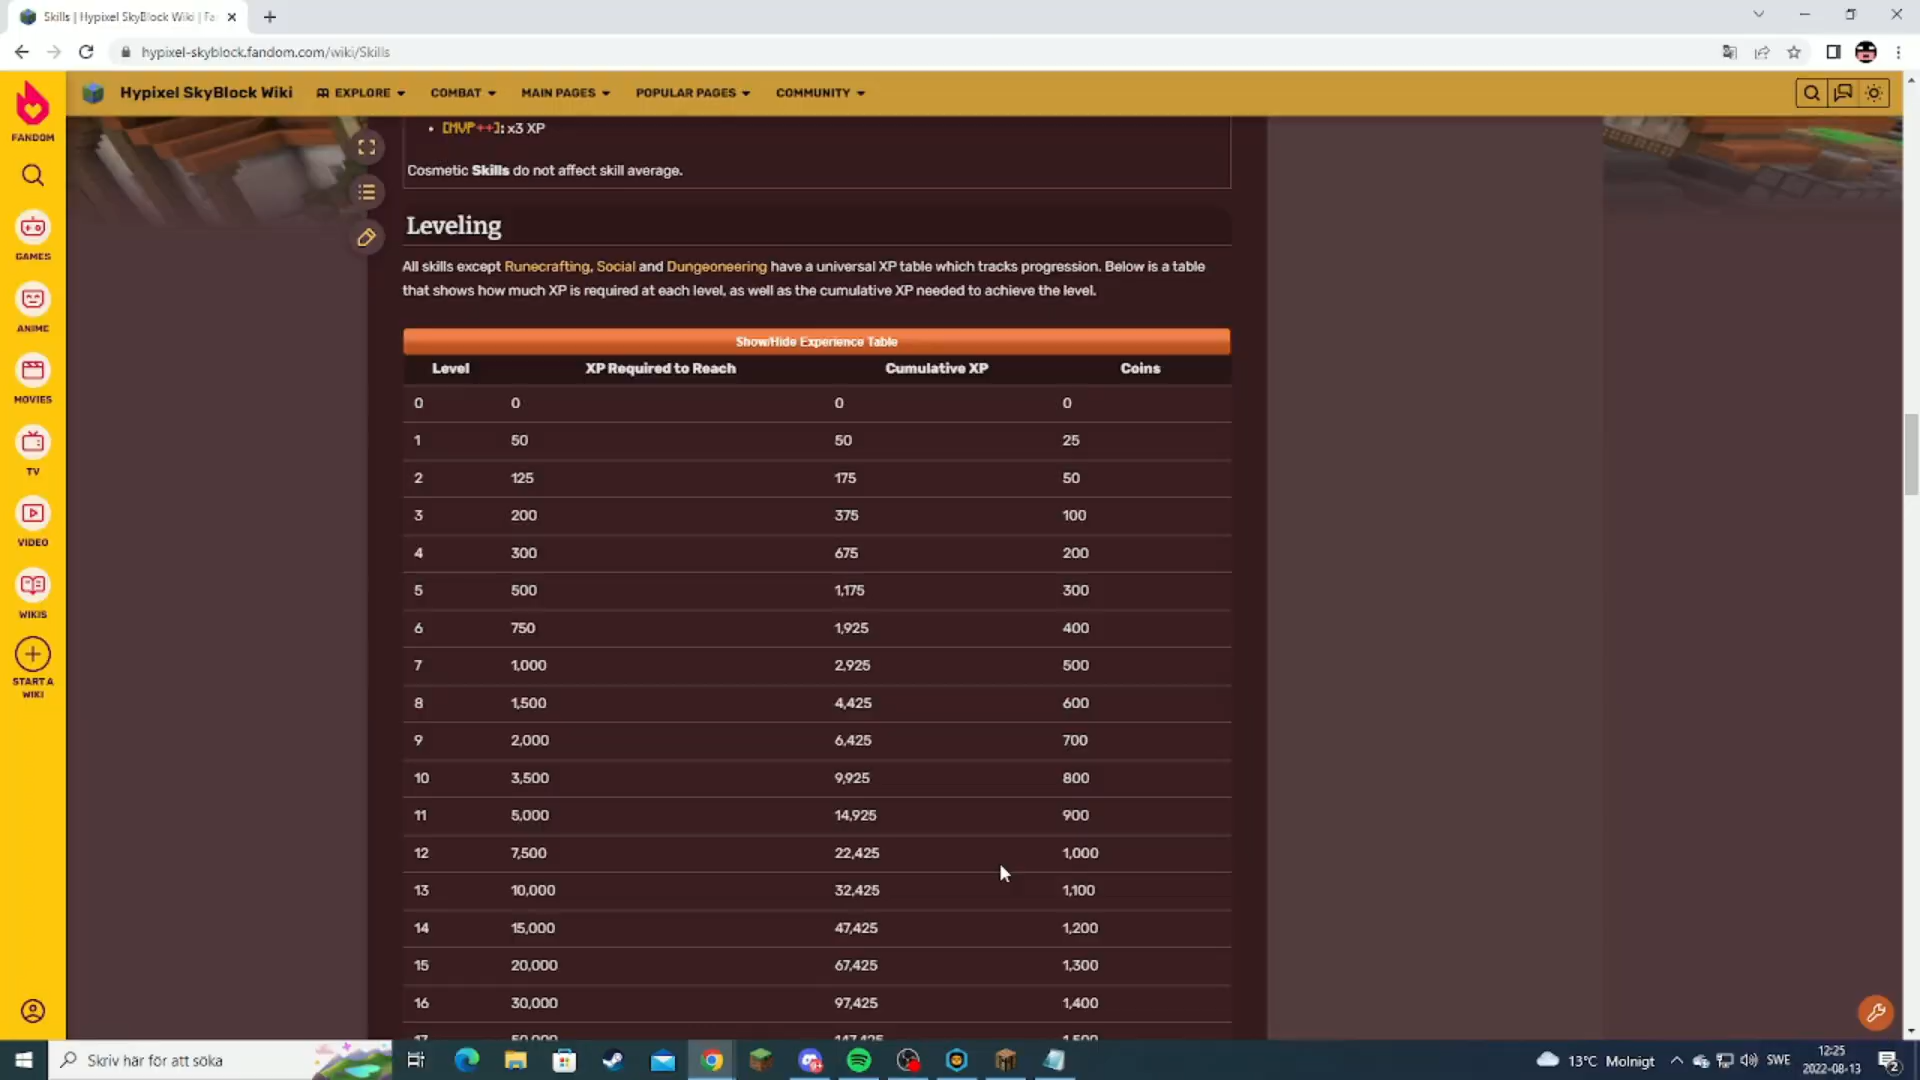 Skills | Hypixel SkyBlock Wiki | Fa
hypixel-skyblock.fandom.com/wiki/Skills
FANDOM
GAMES
ANIME
MOVIES
TV
VIDEO
WIKIS
START A
WIKI
Hypixel SkyBlock Wiki
EXPLORE
COMBAT
MAIN PAGES
POPULAR PAGES
COMMUNITY
• [MVP++]: x3 XP
Cosmetic Skills do not affect skill average.
Leveling
All skills except Runecrafting, Social and Dungeoneering have a universal XP table which tracks progression. Below is a table
that shows how much XP is required at each level, as well as the cumulative XP needed to achieve the level.
Show/Hide Experience Table
Level XP Required to Reach Cumulative XP Coins
0 0 0 0
1 50 50 25
2 125 175 50
3 200 375 100
4 300 675 200
5 500 1,175 300
6 750 1,925 400
7 1,000 2,925 500
8 1,500 4,425 600
9 2,000 6,425 700
10 3,500 9,925 800
11 5,000 14,925 900
12 7,500 22,425 1,000
13 10,000 32,425 1,100
14 15,000 47,425 1,200
15 20,000 67,425 1,300
16 30,000 97,425 1,400
17 50,000 147,425 1,500
Skriv här för att söka
13°C Molnigt
SWE
12:25
2022-08-13
2